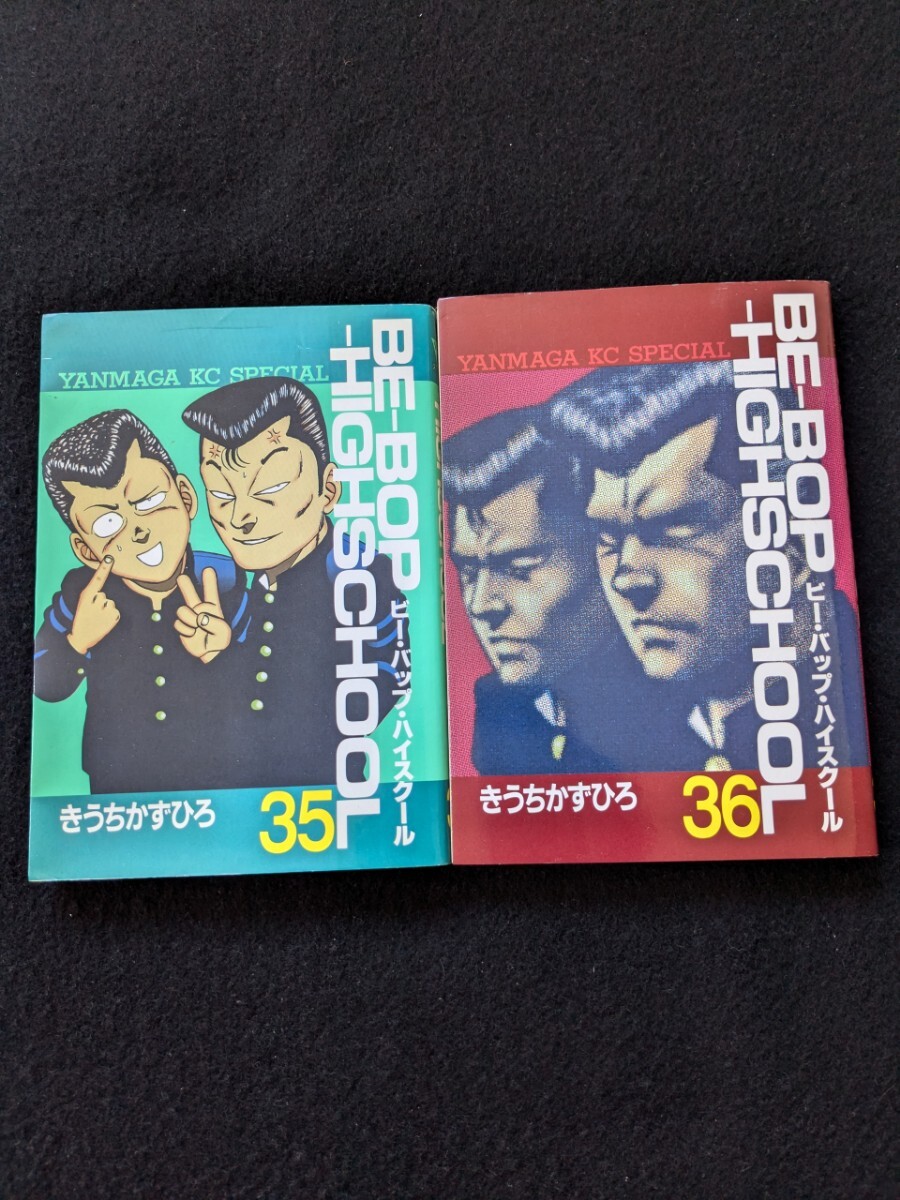 YANMAGA KC SPECIAL
BE-BOP
-HIGHSCHOOL
ビー・バップ・ハイスクール
きうちかずひろ
35
YANMAGA KC SPECIAL
BE-BOP
-HIGHSCHOOL
ビー・バップ・ハイスクール
きうちかずひろ
36